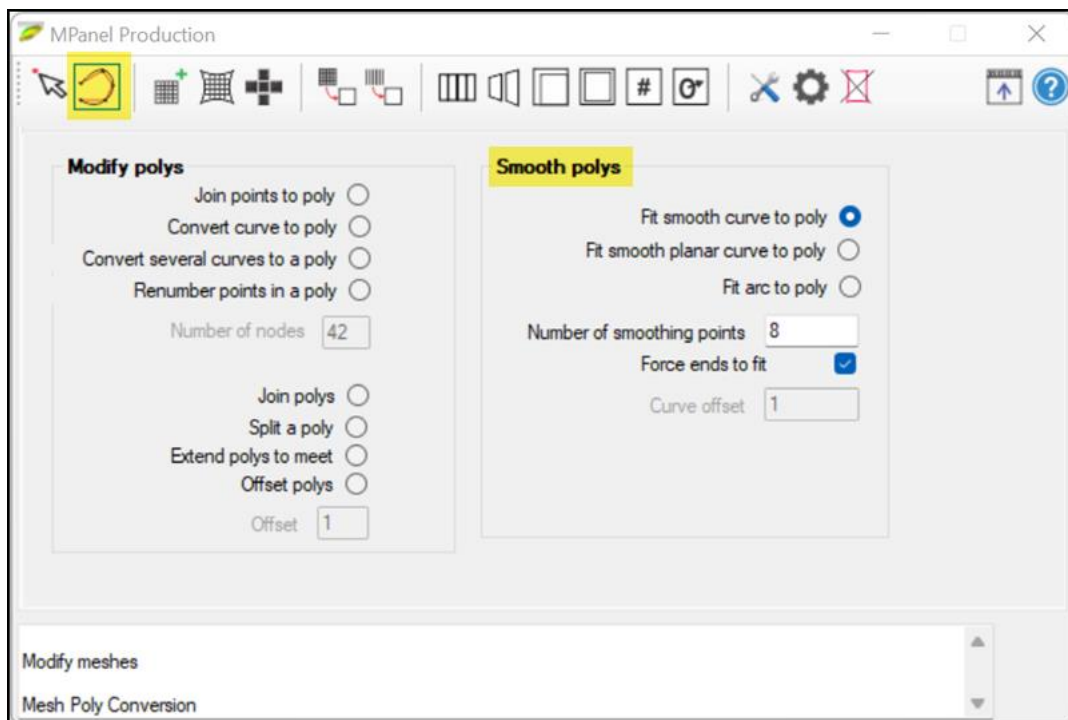 MPanel Production
#
?
Modify polys
Join points to poly
Convert curve to poly
Convert several curves to a poly
Renumber points in a poly
Number of nodes 42
Join polys
Split a poly
Extend polys to meet
Offset polys
Offset 1
Smooth polys
Fit smooth curve to poly
Fit smooth planar curve to poly
Fit arc to poly
Number of smoothing points 8
Force ends to fit
Curve offset 1
Modify meshes
Mesh Poly Conversion